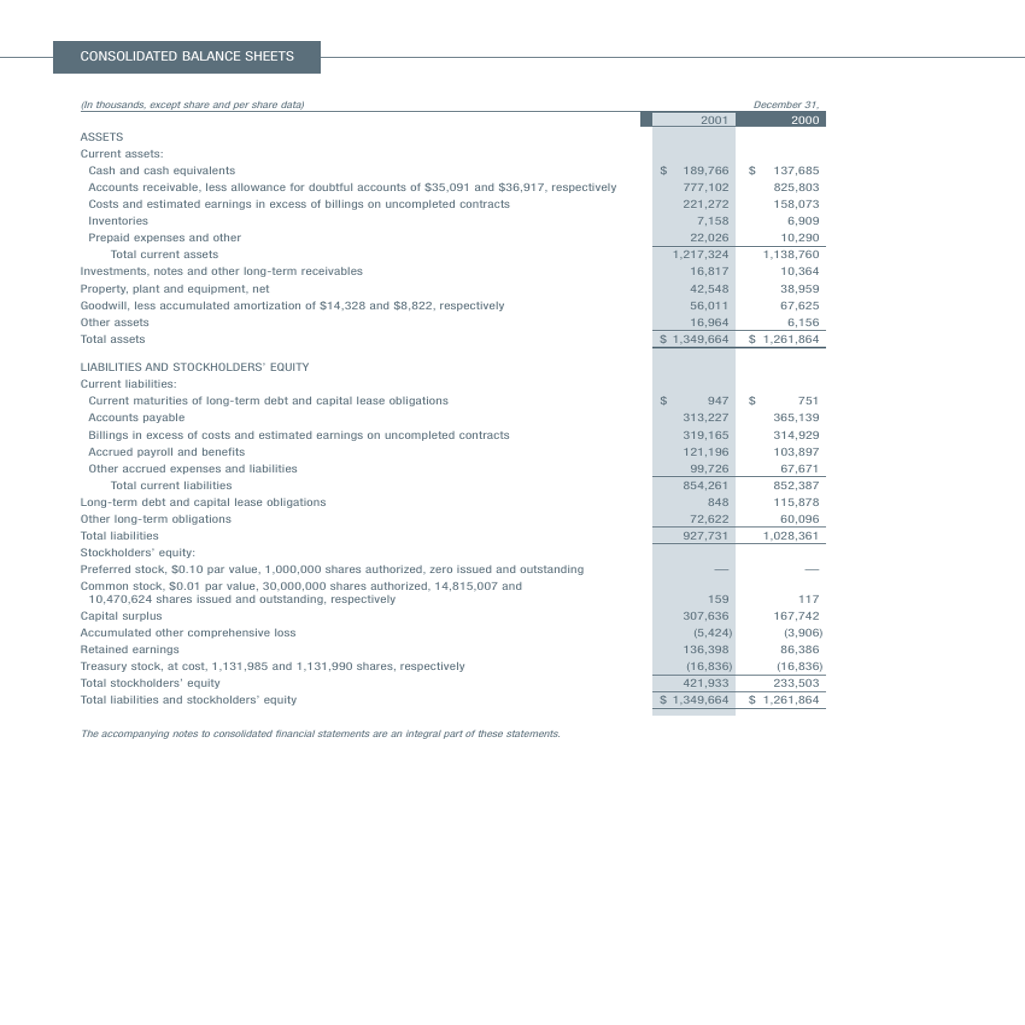 CONSOLIDATED BALANCE SHEETS
(In thousands, except share and per share data) December 31,
2001 2000
ASSETS
Current assets:
Cash and cash equivalents $ 189,766 $ 137,685
Accounts receivable, less allowance for doubtful accounts of $35,091 and $36,917, respectively 777,102 825,803
Costs and estimated earnings in excess of billings on uncompleted contracts 221,272 158,073
Inventories 7,158 6,909
Prepaid expenses and other 22,026 10,290
Total current assets 1,217,324 1,138,760
Investments, notes and other long-term receivables 16,817 10,364
Property, plant and equipment, net 42,548 38,959
Goodwill, less accumulated amortization of $14,328 and $8,822, respectively 56,011 67,625
Other assets 16,964 6,156
Total assets $ 1,349,664 $ 1,261,864
LIABILITIES AND STOCKHOLDERS' EQUITY
Current liabilities:
Current maturities of long-term debt and capital lease obligations $ 947 $ 751
Accounts payable 313,227 365,139
Billings in excess of costs and estimated earnings on uncompleted contracts 319,165 314,929
Accrued payroll and benefits 121,196 103,897
Other accrued expenses and liabilities 99,726 67,671
Total current liabilities 854,261 852,387
Long-term debt and capital lease obligations 848 115,878
Other long-term obligations 72,622 60,096
Total liabilities 927,731 1,028,361
Stockholders' equity:
Preferred stock, $0.10 par value, 1,000,000 shares authorized, zero issued and outstanding — —
Common stock, $0.01 par value, 30,000,000 shares authorized, 14,815,007 and
10,470,624 shares issued and outstanding, respectively 159 117
Capital surplus 307,636 167,742
Accumulated other comprehensive loss (5,424) (3,906)
Retained earnings 136,398 86,386
Treasury stock, at cost, 1,131,985 and 1,131,990 shares, respectively (16,836) (16,836)
Total stockholders' equity 421,933 233,503
Total liabilities and stockholders' equity $ 1,349,664 $ 1,261,864
The accompanying notes to consolidated financial statements are an integral part of these statements.